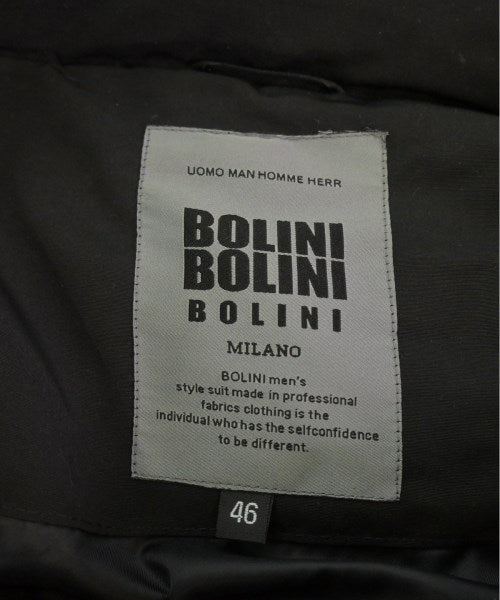 UOMO MAN HOMME HERR
BOLINI
BOLINI
BOLINI
MILANO
BOLINI men's
style suit made in professional
fabrics clothing is the
individual who has the selfconfidence
to be different.
46